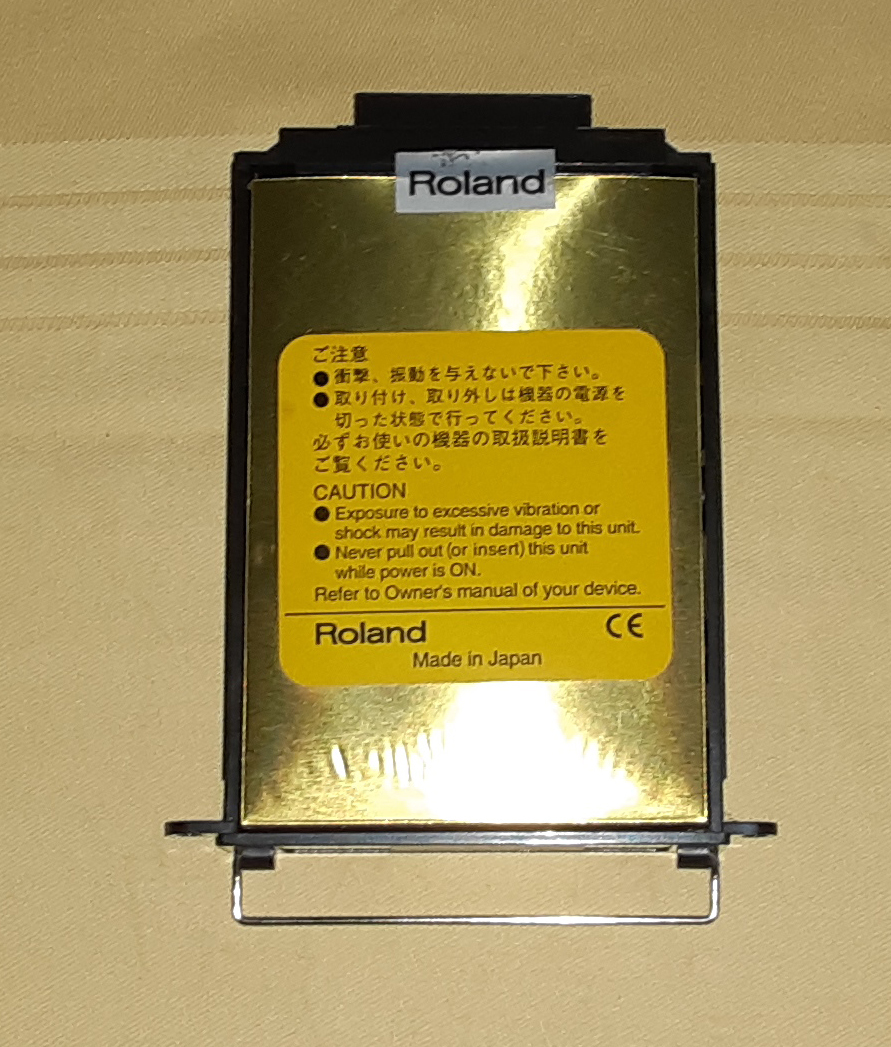 Roland
ご注意
● 衝撃、振動を与えないで下さい。
● 取り付け、取り外しは機器の電源を
切った状態で行ってください。
必ずお使いの機器の取扱説明書を
ご覧ください。
CAUTION
● Exposure to excessive vibration or
shock may result in damage to this unit.
● Never pull out (or insert) this unit
while power is ON.
Refer to Owner's manual of your device.
Roland CE
Made in Japan